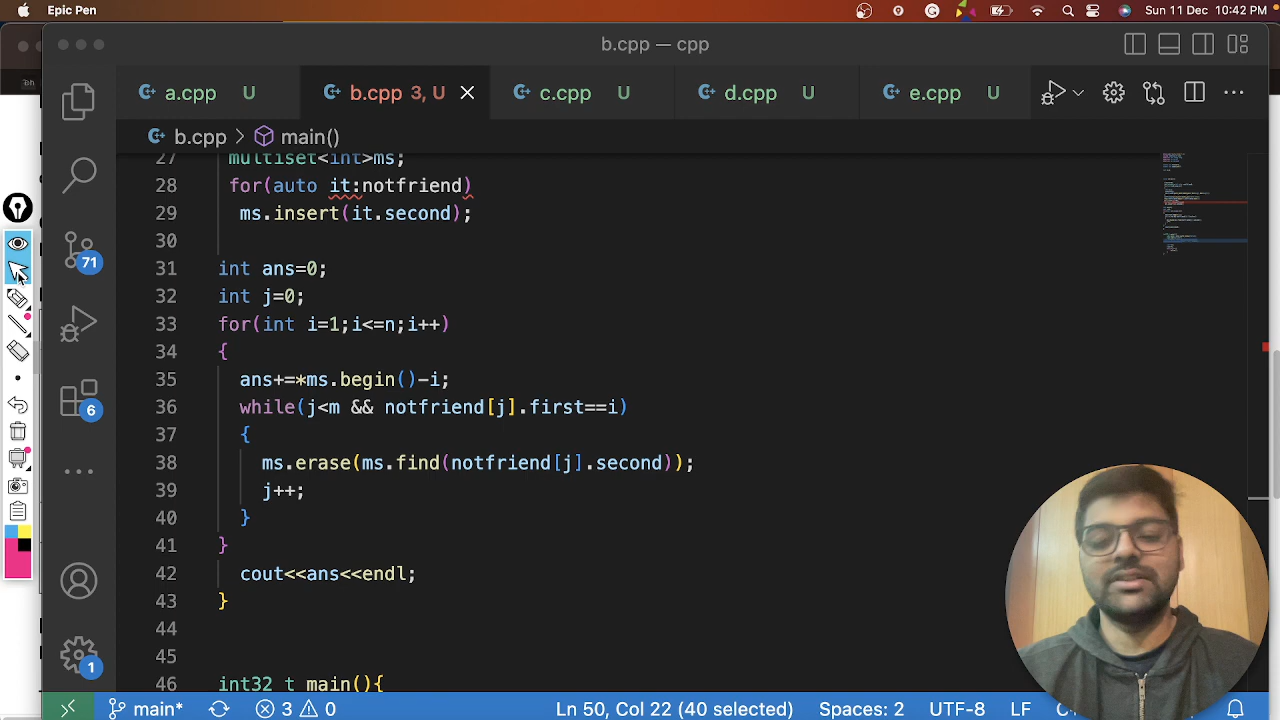 Epic Pen
Sun 11 Dec 10:42 PM
b.cpp — cpp
a.cpp U
b.cpp 3, U
c.cpp U
d.cpp U
e.cpp U
b.cpp > main()
27 multiset<int>ms;
28 for(auto it:notfriend)
29 ms.insert(it.second);
30
31 int ans=0;
32 int j=0;
33 for(int i=1;i<=n;i++)
34 {
35 ans+=*ms.begin()-i;
36 while(j<m && notfriend[j].first==i)
37 {
38 ms.erase(ms.find(notfriend[j].second));
39 j++;
40 }
41 }
42 cout<<ans<<endl;
43 }
44
45
46 int32_t main(){
71
6
1
main*
3 0
Ln 50, Col 22 (40 selected)
Spaces: 2
UTF-8
LF